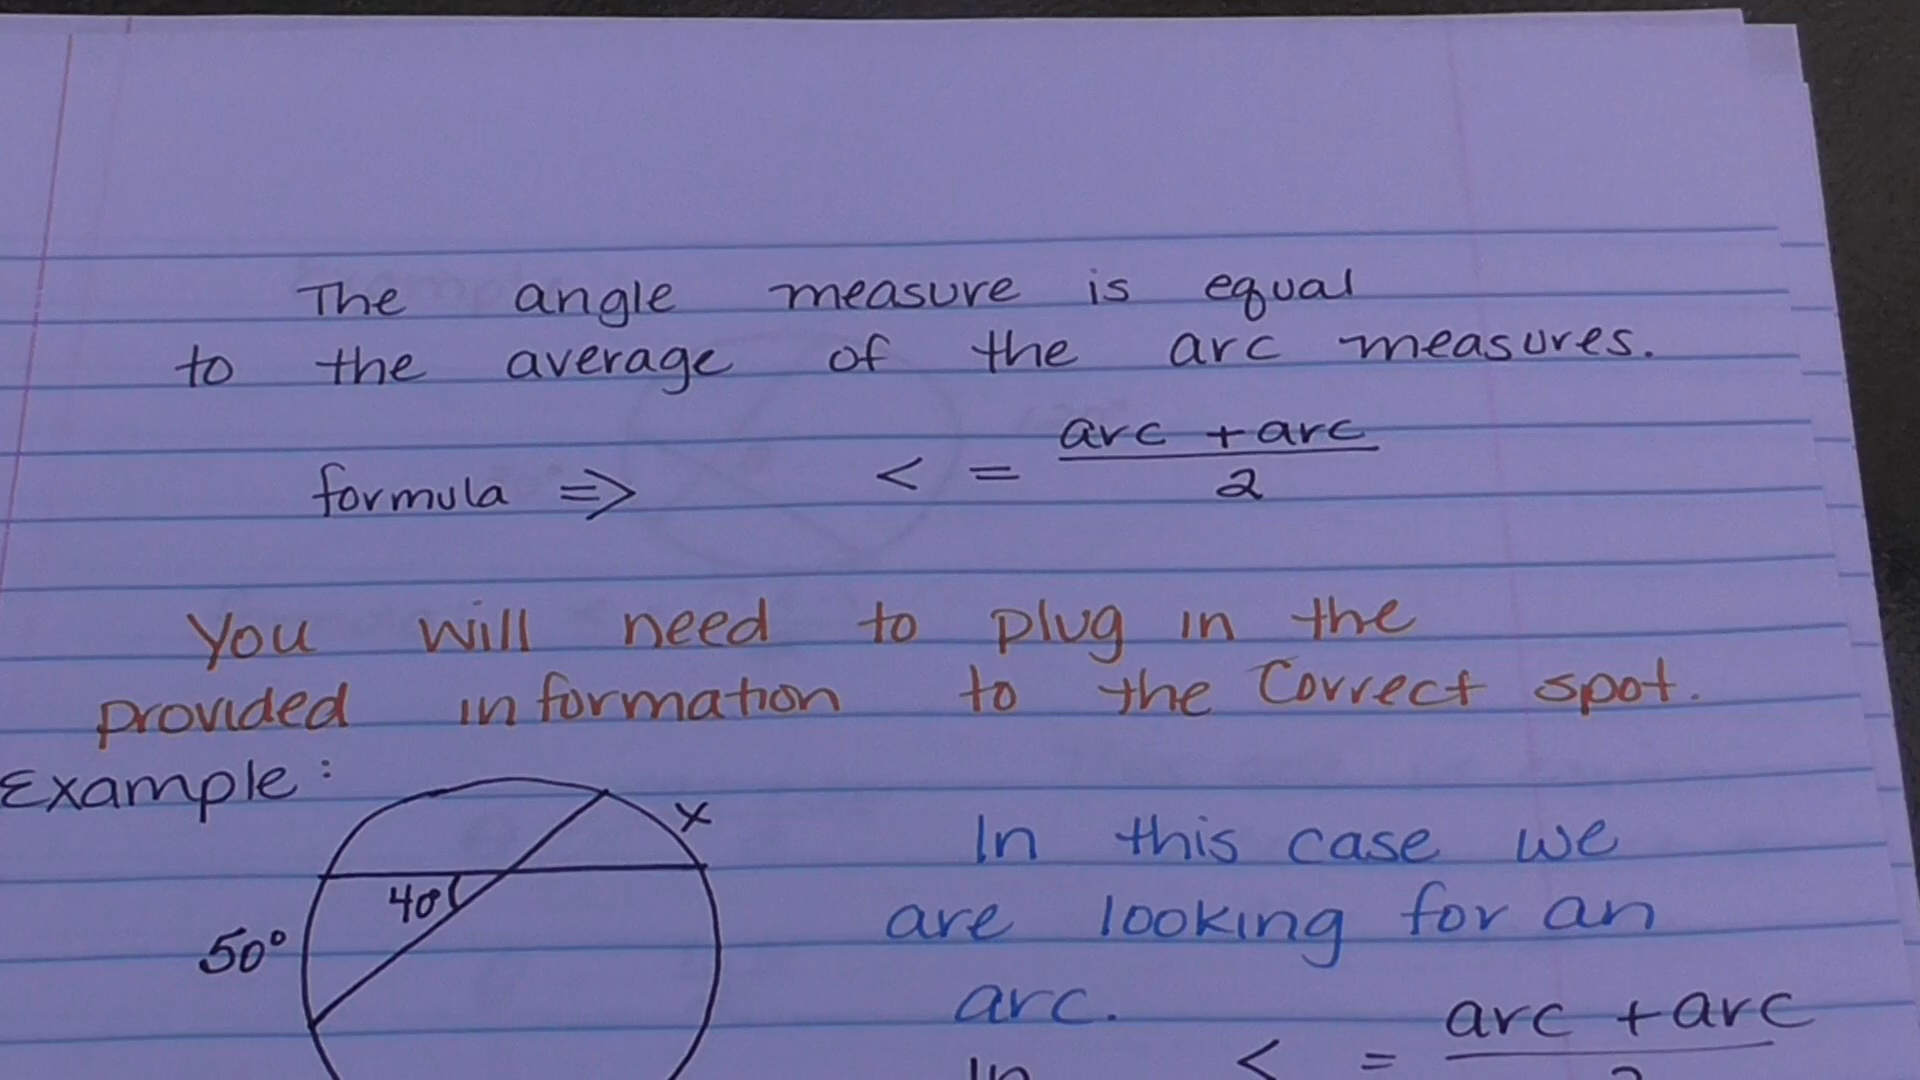 The angle measure is equal
to the average of the arc measures.
formula => < = arc + arc / 2
You will need to plug in the
provided information to the Correct spot.
Example:
x
40
50°
In this case we
are looking for an
arc.
In < = arc + arc